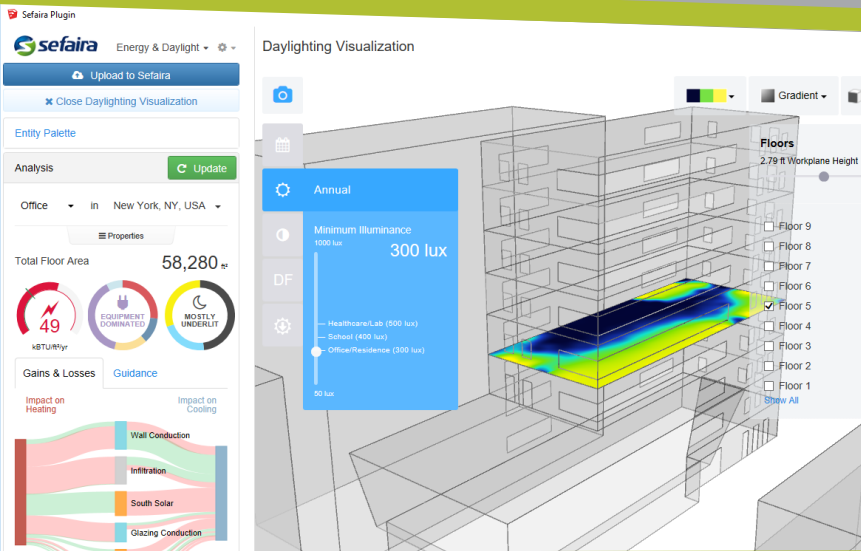 Sefaira Plugin
sefaira
Energy & Daylight
Upload to Sefaira
Close Daylighting Visualization
Entity Palette
Analysis
Update
Office
in
New York, NY, USA
Properties
Total Floor Area
58,280 ft²
49
kBTU/ft²/yr
EQUIPMENT
DOMINATED
MOSTLY
UNDERLIT
Gains & Losses
Guidance
Impact on
Heating
Impact on
Cooling
Wall Conduction
Infiltration
South Solar
Glazing Conduction
Daylighting Visualization
Gradient
Annual
Minimum Illuminance
1000 lux
300 lux
DF
Healthcare/Lab (500 lux)
School (400 lux)
Office/Residence (300 lux)
50 lux
Floors
2.79 ft Workplane Height
Floor 9
Floor 8
Floor 7
Floor 6
Floor 5
Floor 4
Floor 3
Floor 2
Floor 1
Show All